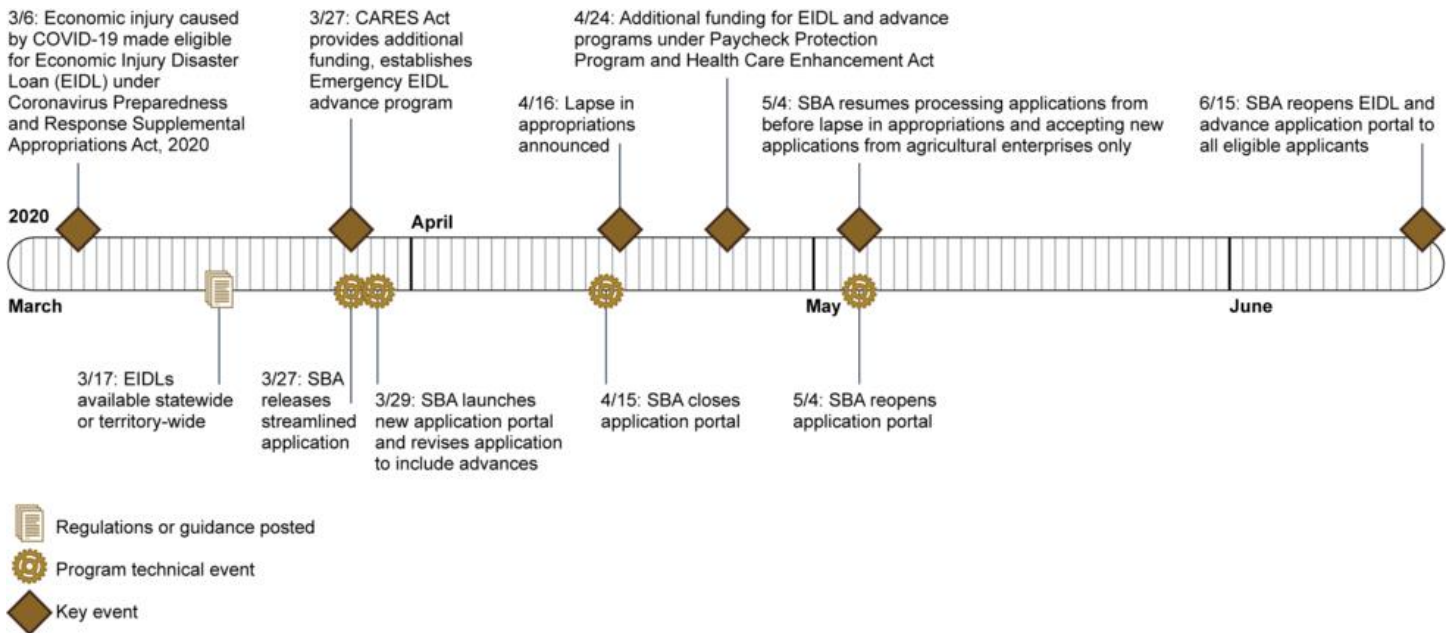 3/6: Economic injury caused
by COVID-19 made eligible
for Economic Injury Disaster
Loan (EIDL) under
Coronavirus Preparedness
and Response Supplemental
Appropriations Act, 2020
3/27: CARES Act
provides additional
funding, establishes
Emergency EIDL
advance program
4/16: Lapse in
appropriations
announced
4/24: Additional funding for EIDL and advance
programs under Paycheck Protection
Program and Health Care Enhancement Act
5/4: SBA resumes processing applications from
before lapse in appropriations and accepting new
applications from agricultural enterprises only
6/15: SBA reopens EIDL and
advance application portal to
all eligible applicants
2020
April
March
May
June
3/17: EIDLs
available statewide
or territory-wide
3/27: SBA
releases
streamlined
application
3/29: SBA launches
new application portal
and revises application
to include advances
4/15: SBA closes
application portal
5/4: SBA reopens
application portal
Regulations or guidance posted
Program technical event
Key event